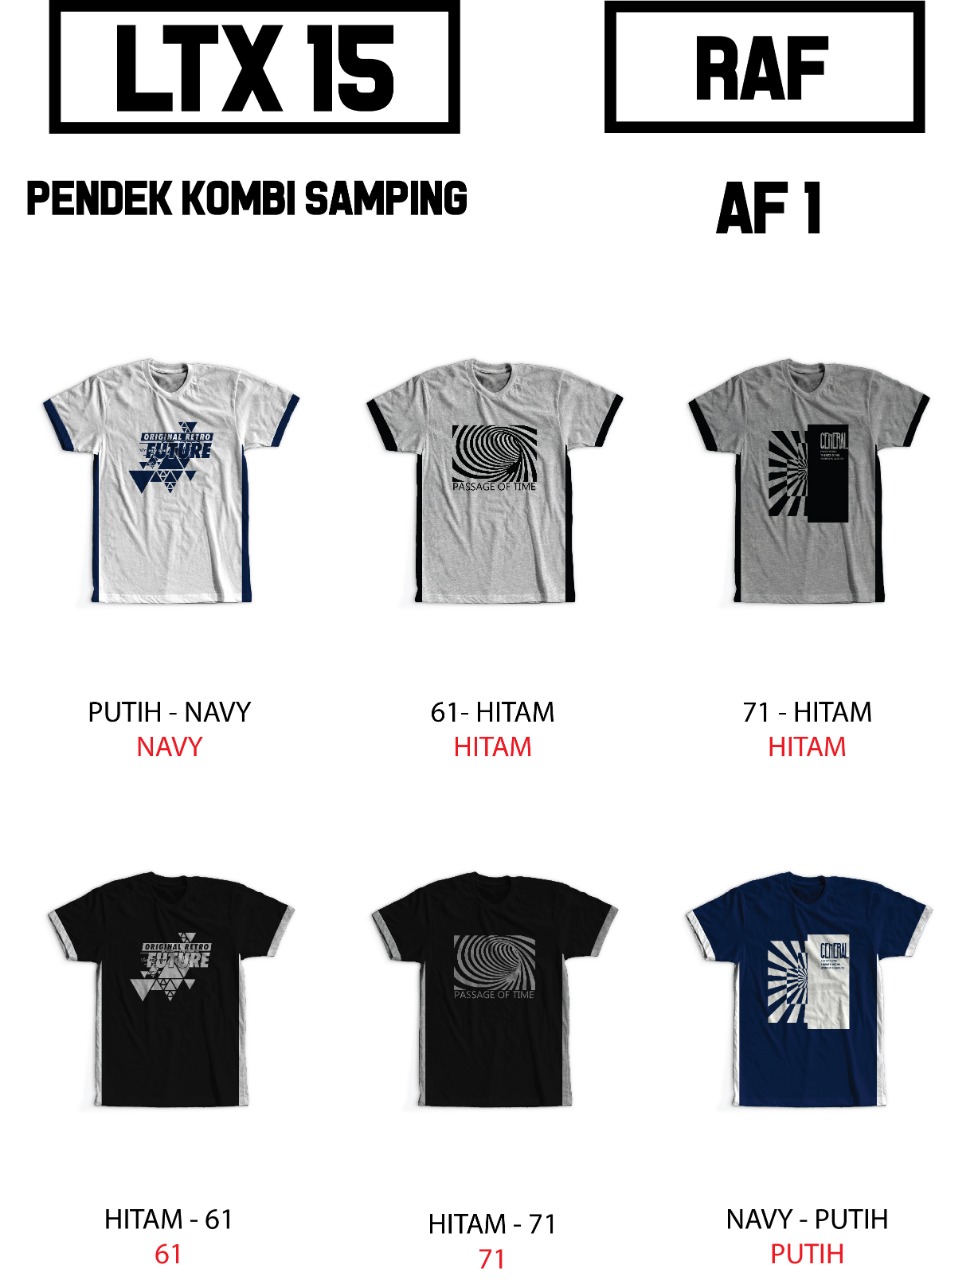 LTX 15
RAF
PENDEK KOMBI SAMPING
AF 1
ORIGINAL RETRO
FUTURE
PASSAGE OF TIME
GENERAL
PUTIH - NAVY
NAVY
61- HITAM
HITAM
71 - HITAM
HITAM
ORIGINAL RETRO
FUTURE
PASSAGE OF TIME
GENERAL
HITAM - 61
61
HITAM - 71
71
NAVY - PUTIH
PUTIH